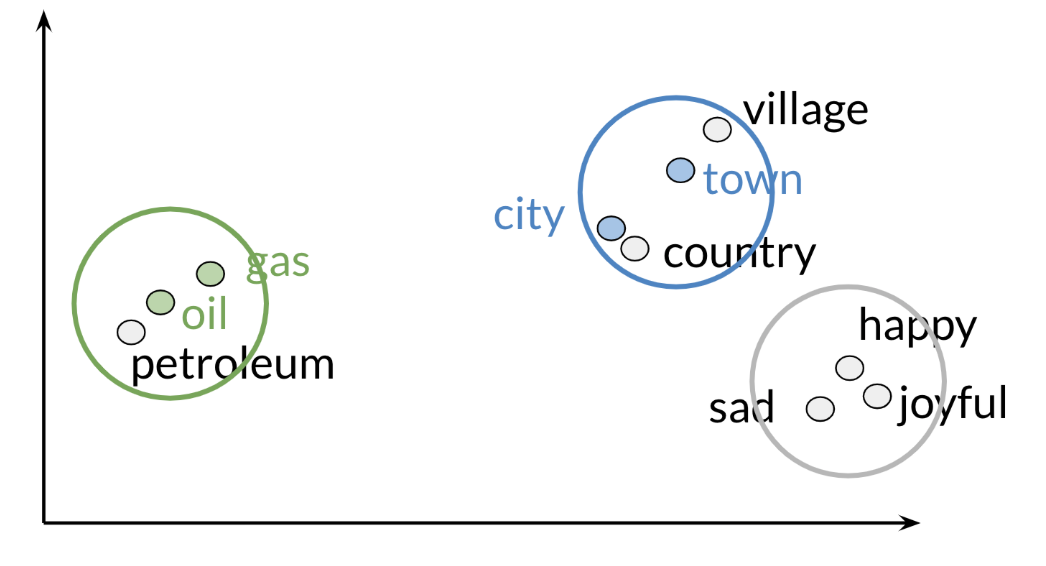 village
town
city
country
gas
oil
petroleum
happy
sad
joyful